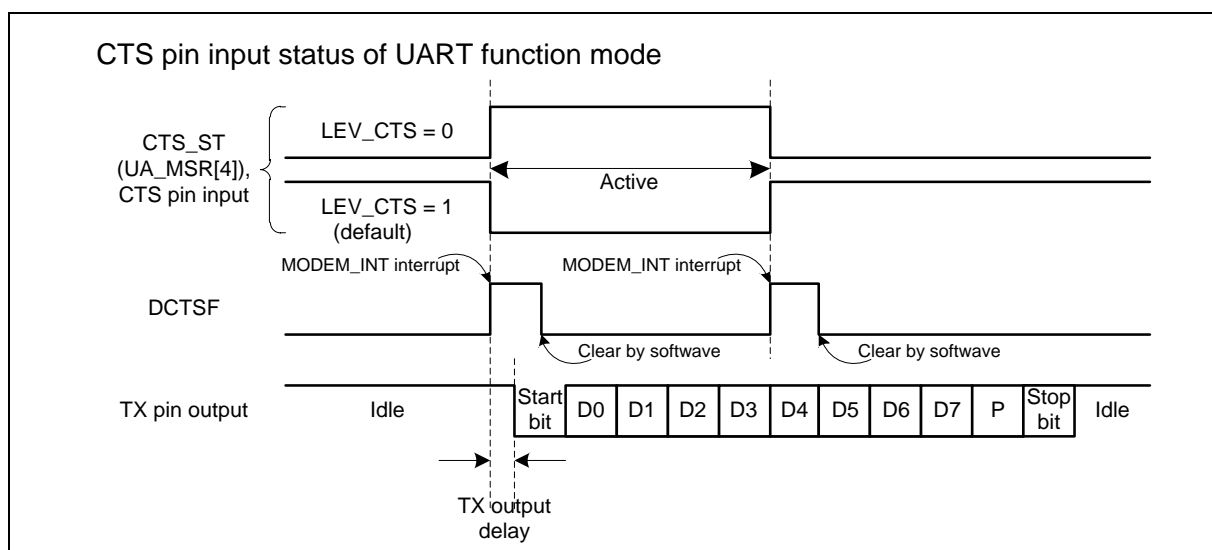 CTS pin input status of UART function mode
CTS_ST
(UA_MSR[4]),
CTS pin input
LEV_CTS = 0
Active
LEV_CTS = 1
(default)
MODEM_INT interrupt
MODEM_INT interrupt
DCTSF
Clear by softwave
Clear by softwave
TX pin output
Idle
Start
bit
D0
D1
D2
D3
D4
D5
D6
D7
P
Stop
bit
Idle
TX output
delay